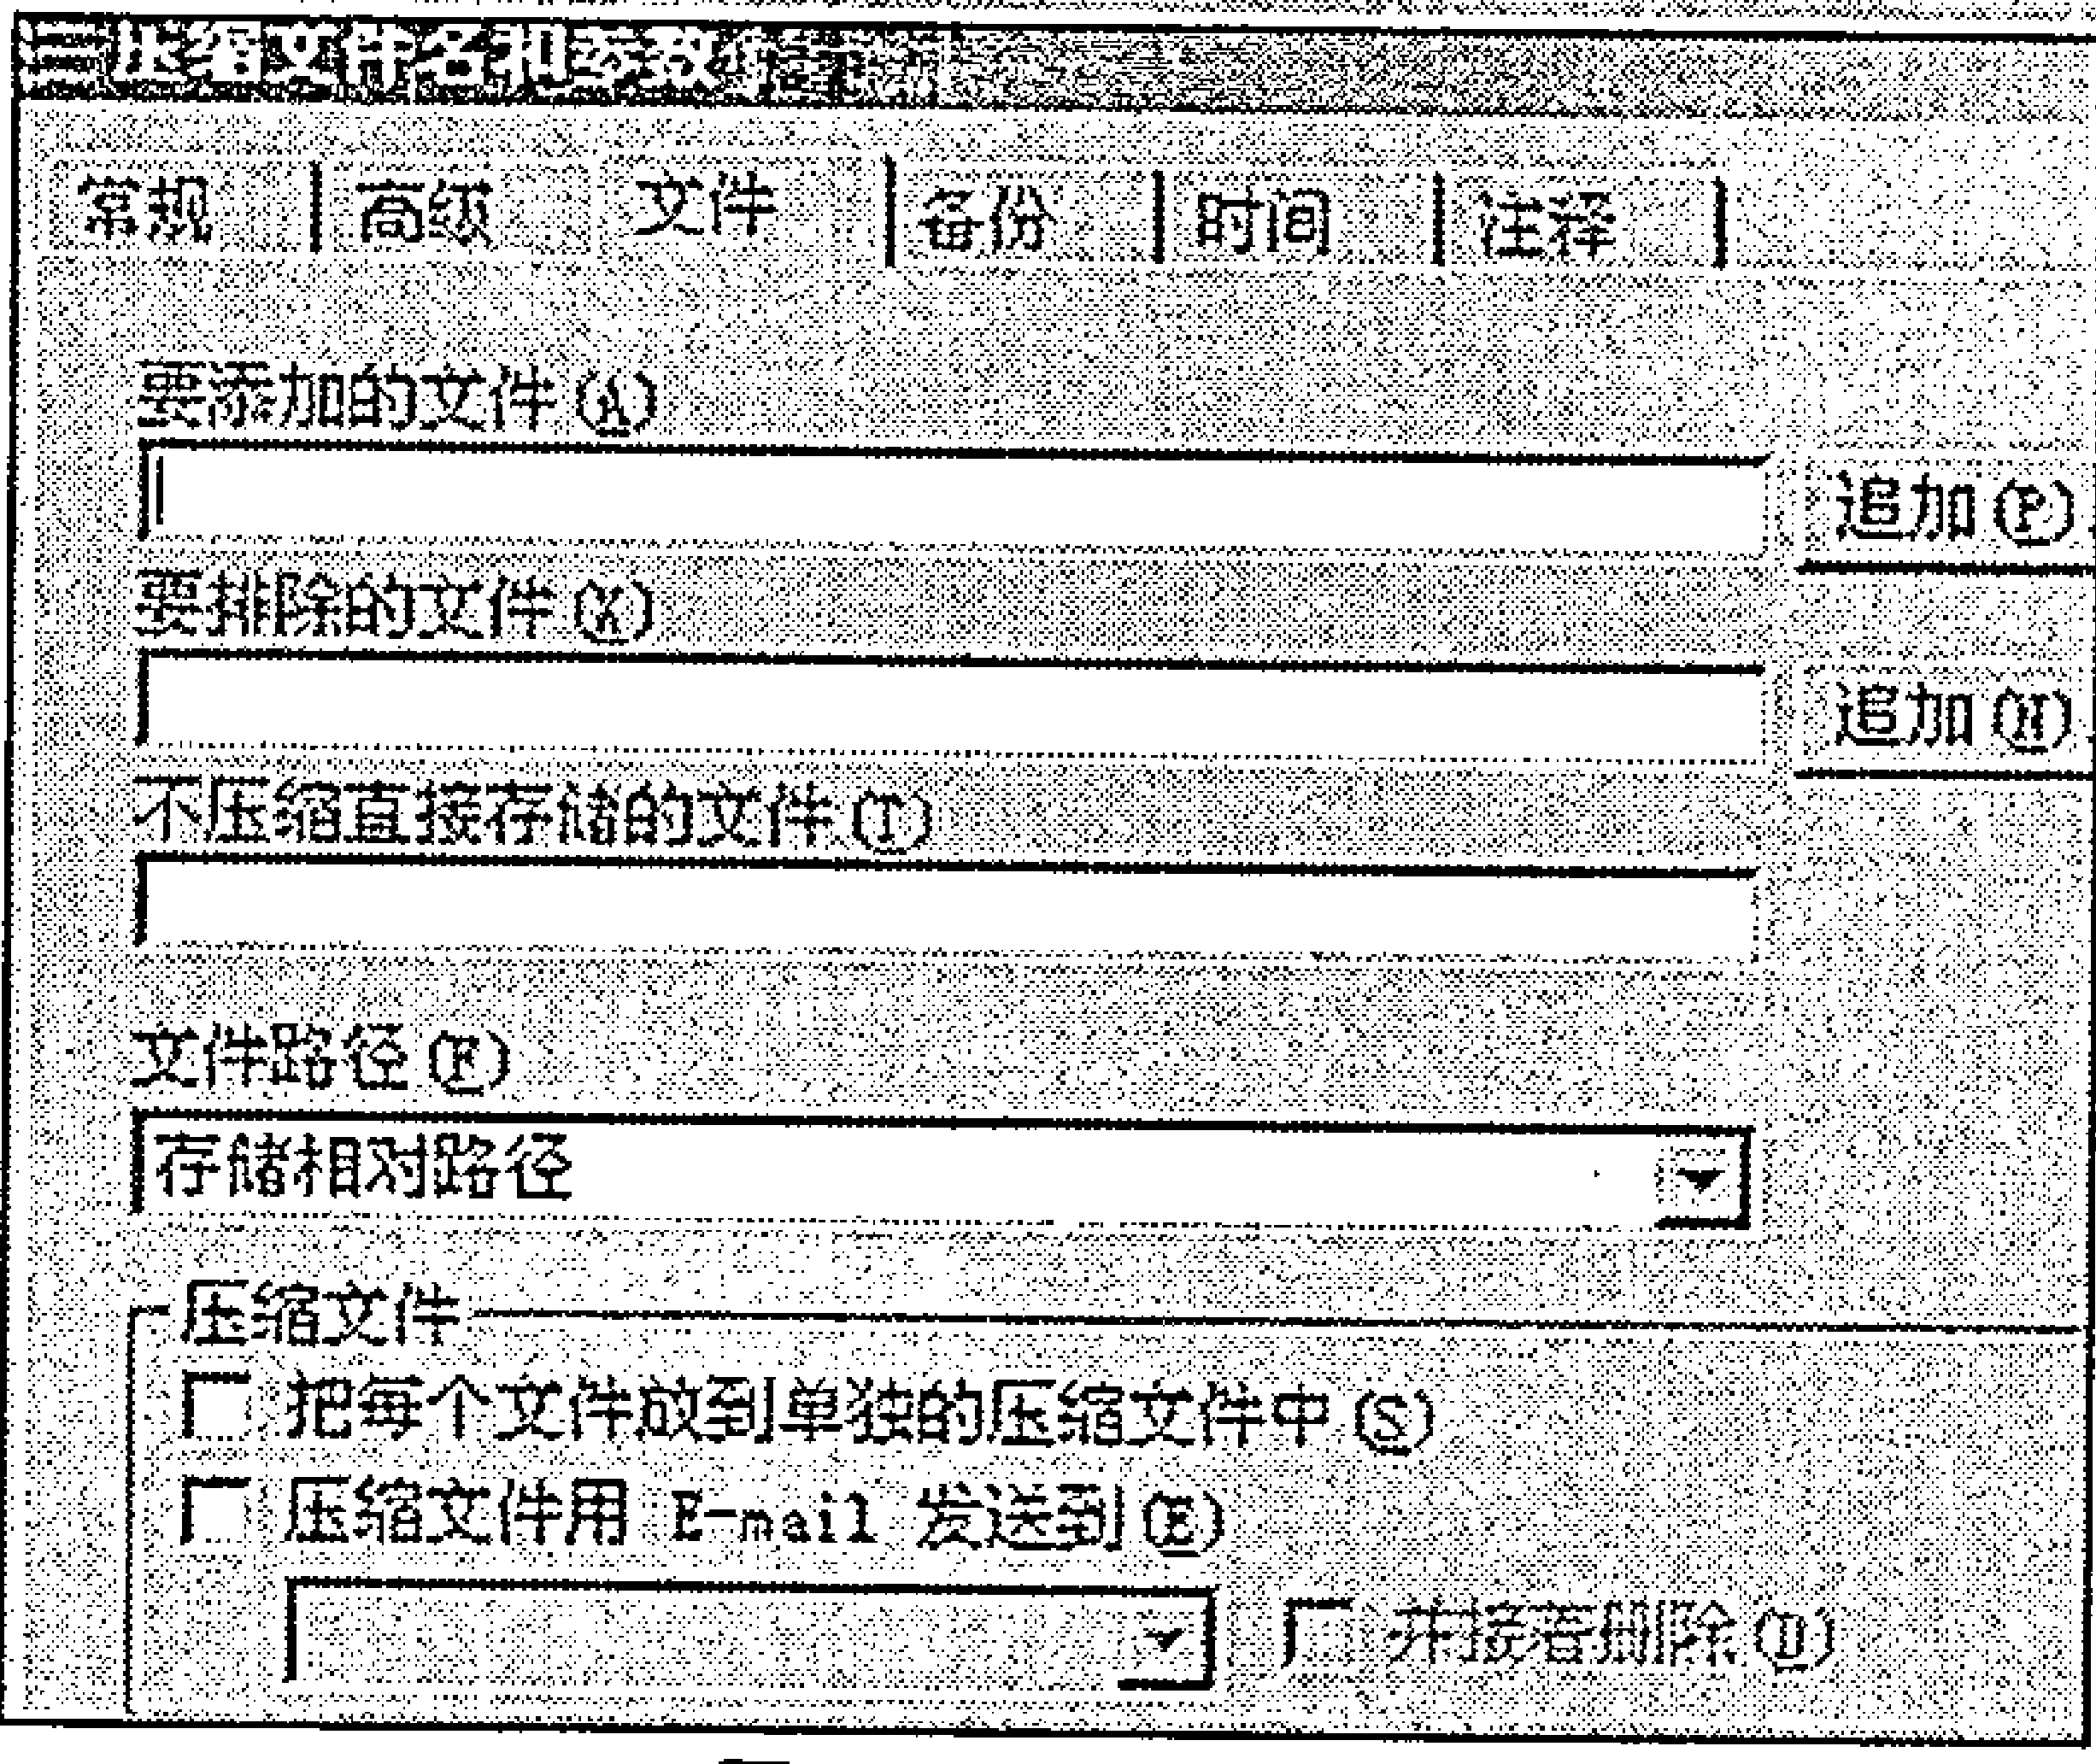 压缩文件名和参数
常规 高级 文件 备份 时间 注释
要添加的文件(A)
追加(P)
要排除的文件(X)
追加(N)
不压缩直接存储的文件(T)
文件路径(F)
存储相对路径
压缩文件
把每个文件放到单独的压缩文件中(S)
压缩文件用 E-mail 发送到(E)
并接着删除(D)